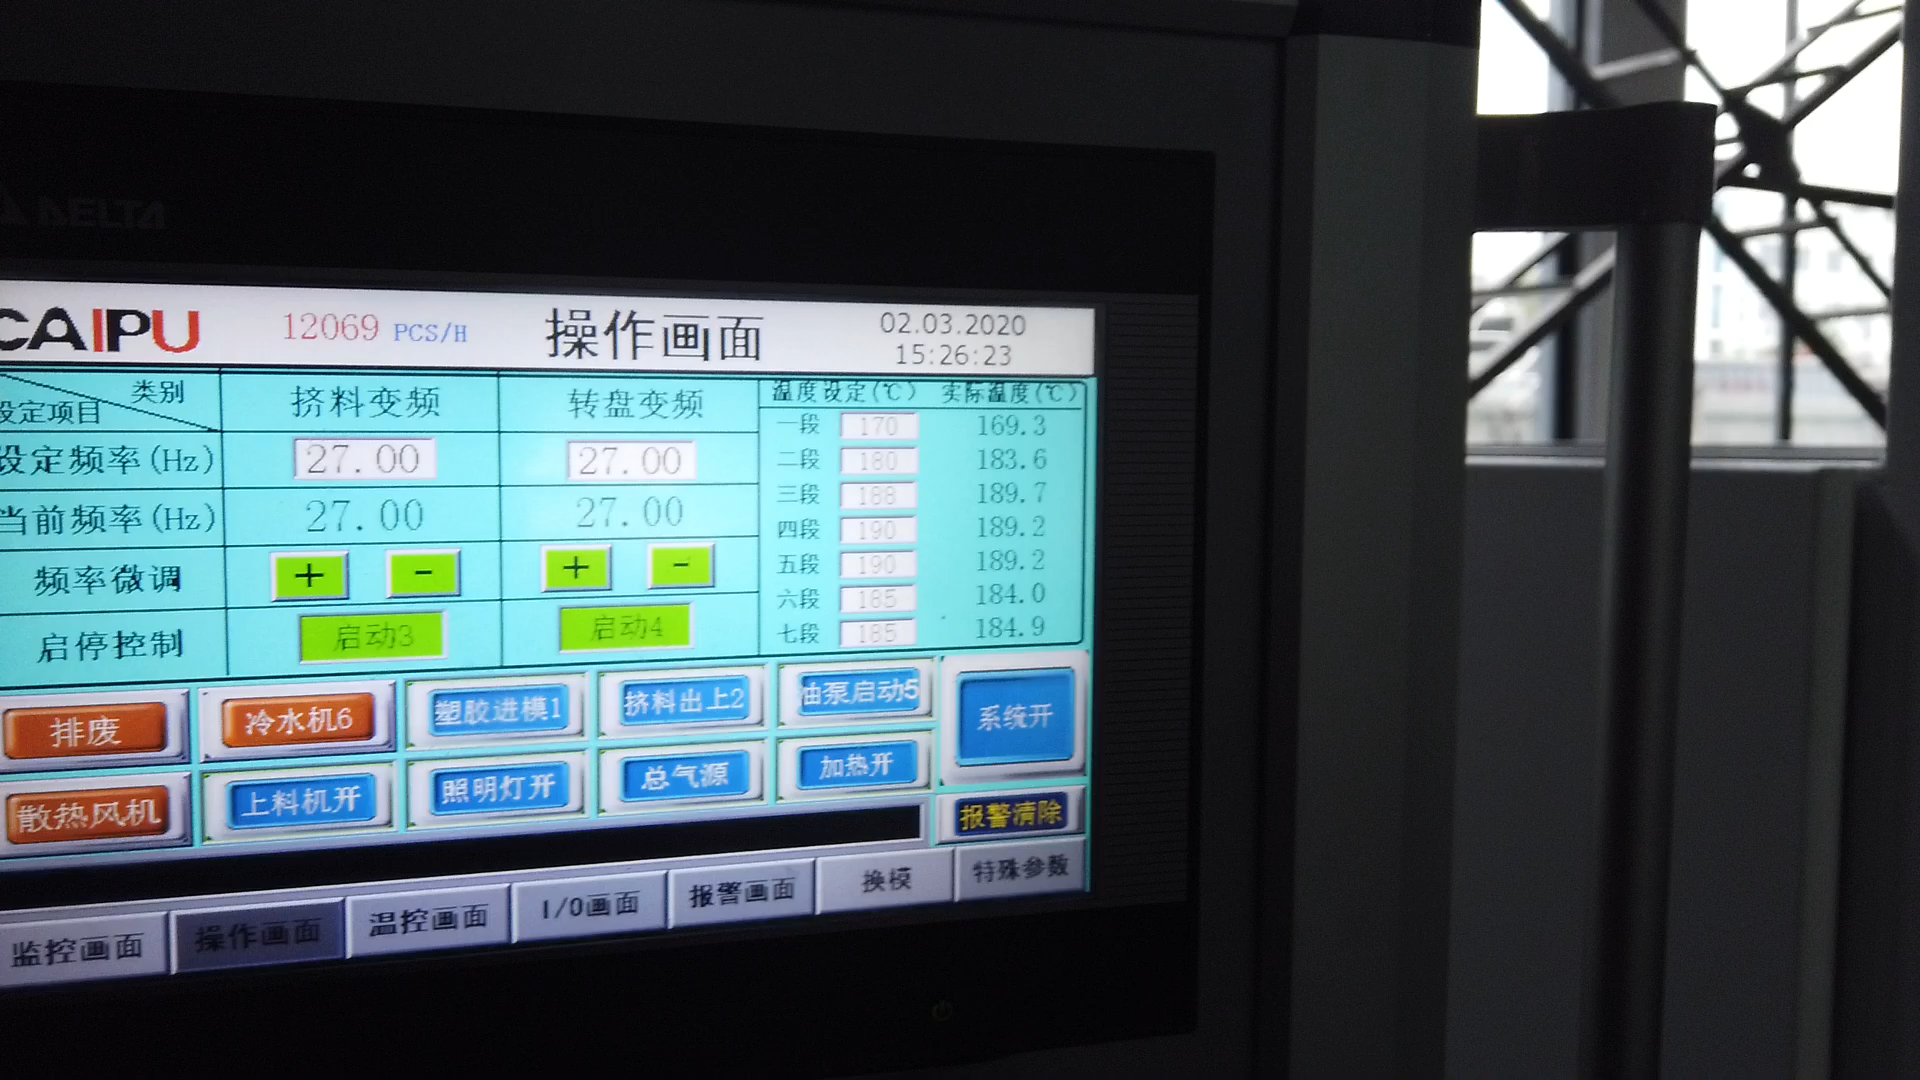 DELTA
CAIPU 12069 PCS/H 操作画面 02.03.2020
15:26:23
类别 挤料变频 转盘变频 温度设定(℃) 实际温度(℃)
设定项目
一段 170 169.3
设定频率(Hz) 27.00 27.00 二段 180 183.6
三段 188 189.7
当前频率(Hz) 27.00 27.00 四段 190 189.2
频率微调 + - + - 五段 190 189.2
六段 185 184.0
启停控制 启动3 启动4 七段 185 184.9
排废 冷水机6 塑胶进模1 挤料出上2 油泵启动5 系统开
散热风机 上料机开 照明灯开 总气源 加热开
报警清除
监控画面 操作画面 温控画面 I/O画面 报警画面 换模 特殊参数